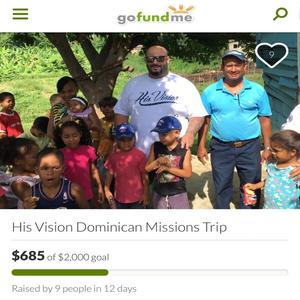 gofundme
9
His Vision
His Vision Dominican Missions Trip
$685 of $2,000 goal
Raised by 9 people in 12 days